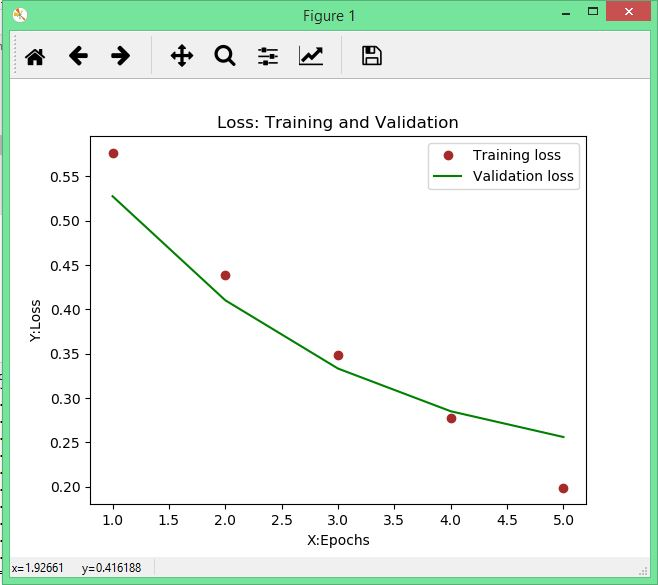 Figure 1
Loss: Training and Validation
Training loss
Validation loss
0.55
0.50
0.45
0.40
0.35
0.30
0.25
0.20
Y:Loss
1.0 1.5 2.0 2.5 3.0 3.5 4.0 4.5 5.0
X:Epochs
x=1.92661 y=0.416188